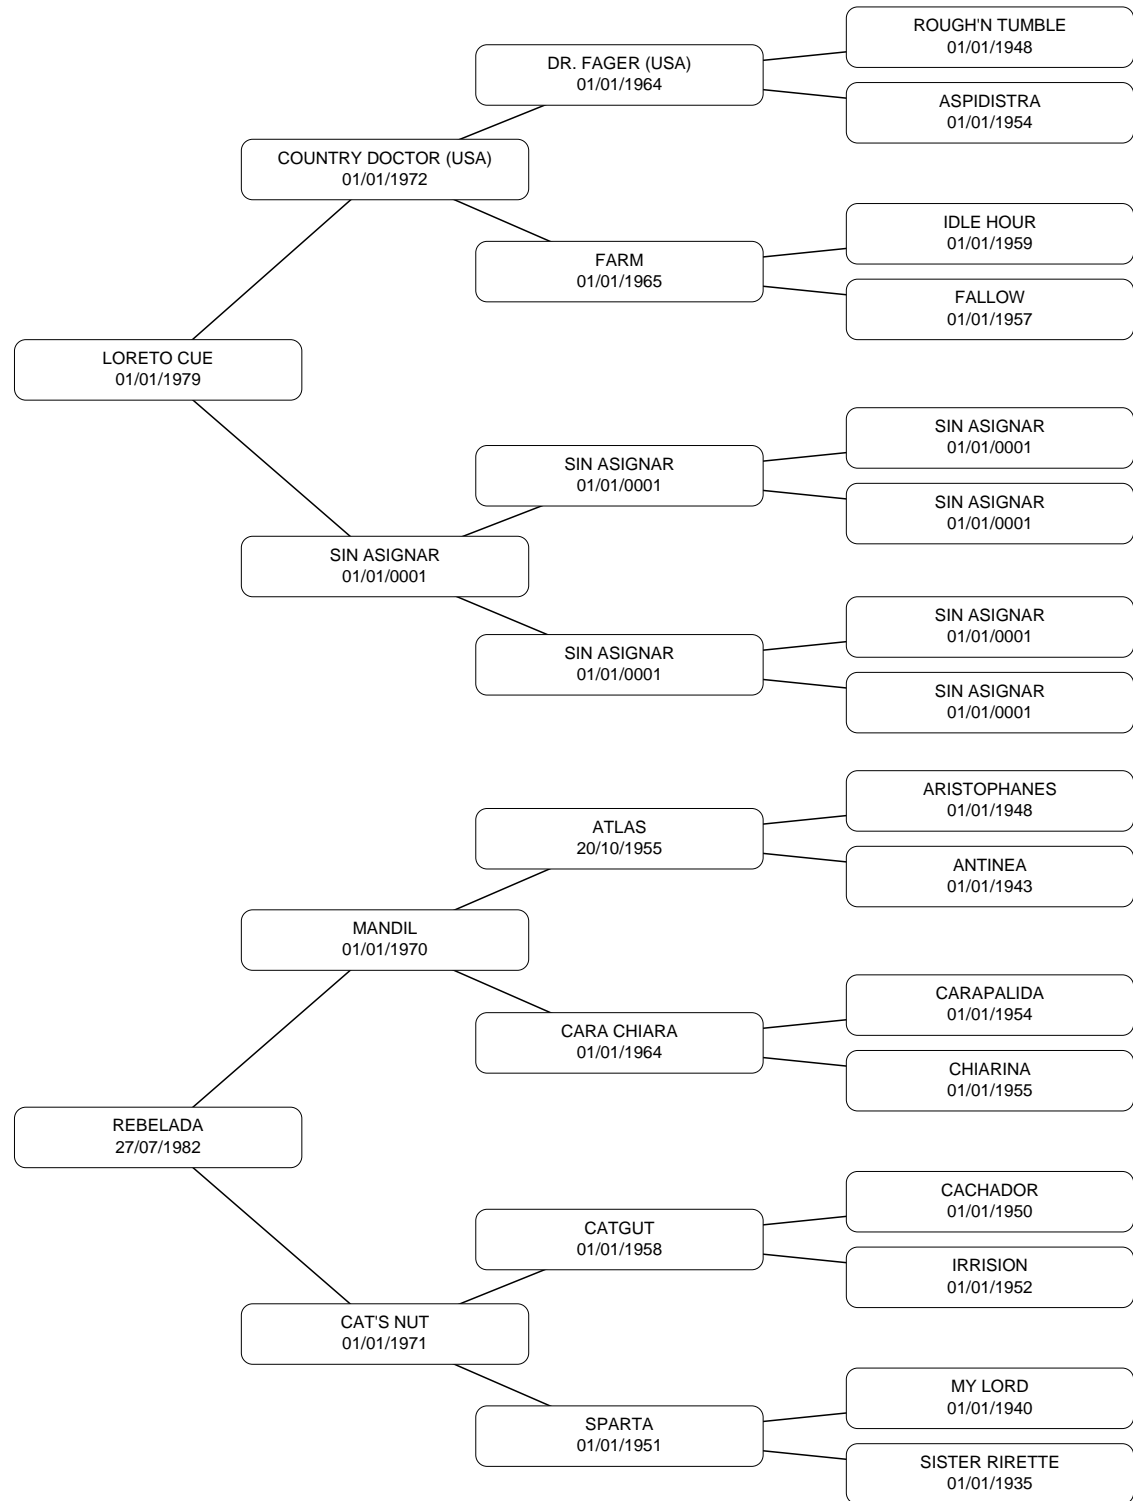 ROUGH'N TUMBLE
01/01/1948
DR. FAGER (USA)
01/01/1964
ASPIDISTRA
01/01/1954
COUNTRY DOCTOR (USA)
01/01/1972
IDLE HOUR
01/01/1959
FARM
01/01/1965
FALLOW
01/01/1957
LORETO CUE
01/01/1979
SIN ASIGNAR
01/01/0001
SIN ASIGNAR
01/01/0001
SIN ASIGNAR
01/01/0001
SIN ASIGNAR
01/01/0001
SIN ASIGNAR
01/01/0001
SIN ASIGNAR
01/01/0001
SIN ASIGNAR
01/01/0001
ARISTOPHANES
01/01/1948
ATLAS
20/10/1955
ANTINEA
01/01/1943
MANDIL
01/01/1970
CARAPALIDA
01/01/1954
CARA CHIARA
01/01/1964
CHIARINA
01/01/1955
REBELADA
27/07/1982
CACHADOR
01/01/1950
CATGUT
01/01/1958
IRRISION
01/01/1952
CAT'S NUT
01/01/1971
MY LORD
01/01/1940
SPARTA
01/01/1951
SISTER RIRETTE
01/01/1935